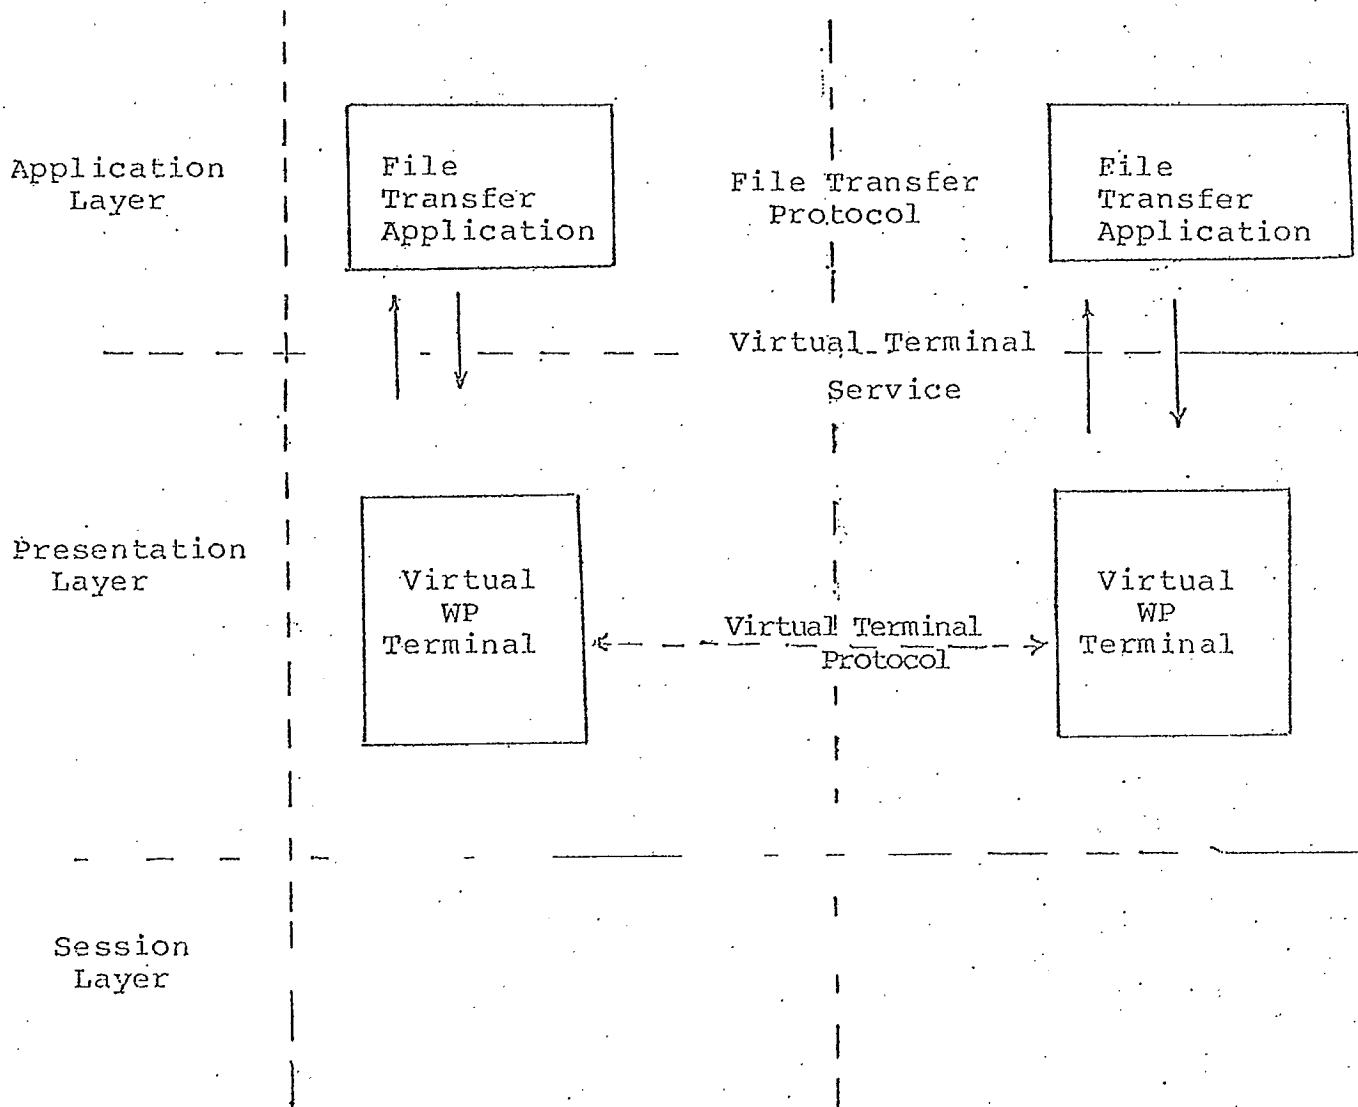 Application
Layer
File
Transfer
Application
File Transfer
Protocol
File
Transfer
Application
Virtual Terminal
Service
Presentation
Layer
Virtual
WP
Terminal
Virtual Terminal
Protocol
Virtual
WP
Terminal
Session
Layer